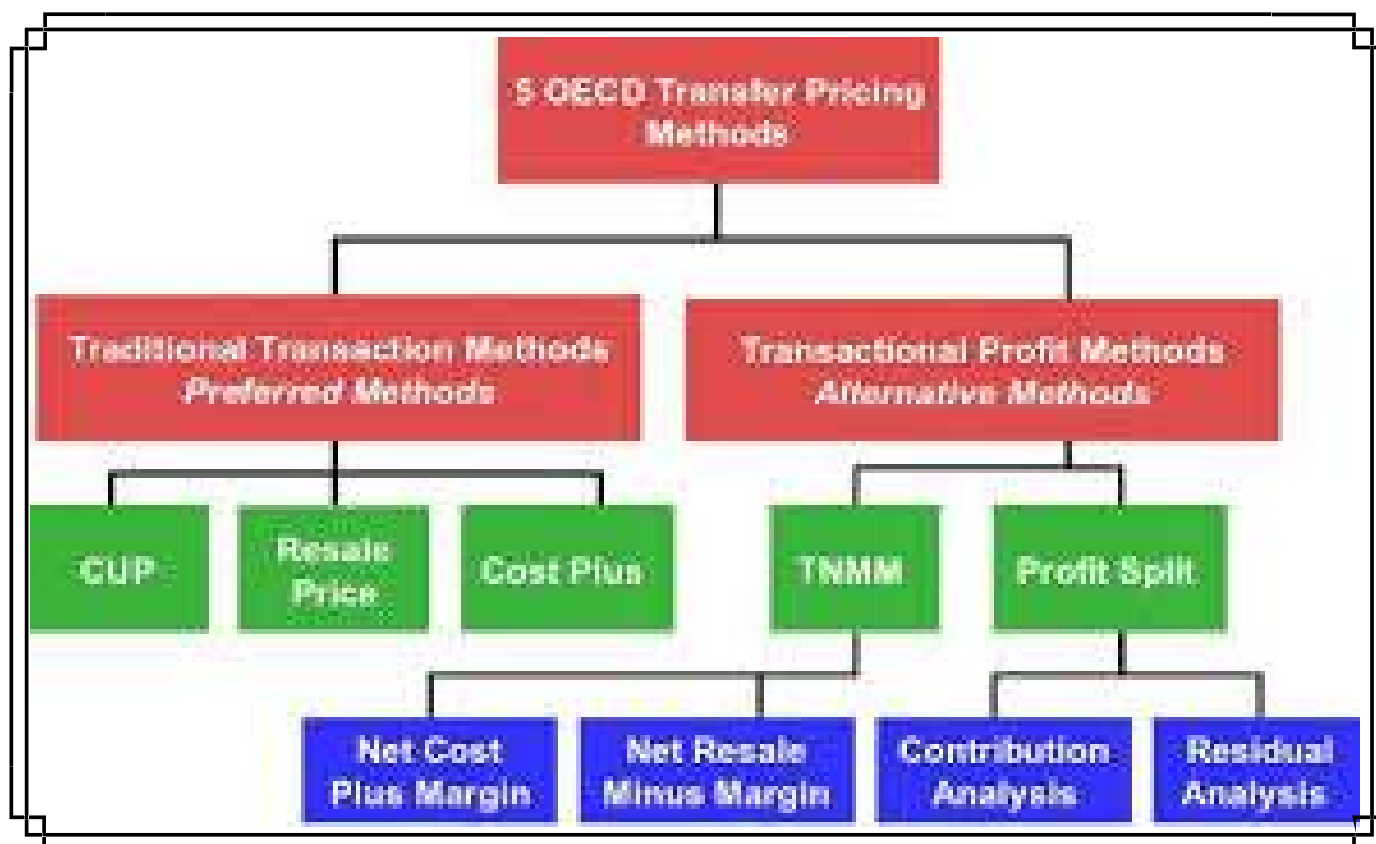 5 OECD Transfer Pricing
Methods
Traditional Transaction Methods
Preferred Methods
Transactional Profit Methods
Alternative Methods
CUP
Resale
Price
Cost Plus
TNMM
Profit Split
Net Cost
Plus Margin
Net Resale
Minus Margin
Contribution
Analysis
Residual
Analysis